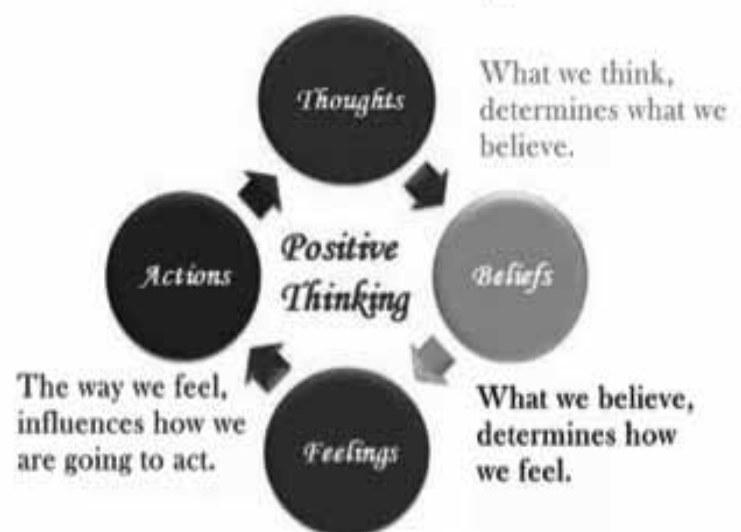 Thoughts
What we think,
determines what we
believe.
Positive
Thinking
Actions
Beliefs
The way we feel,
influences how we
are going to act.
What we believe,
determines how
we feel.
Feelings